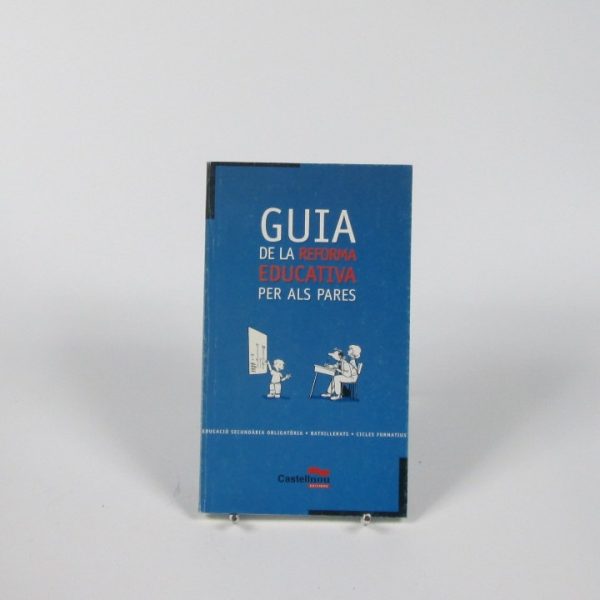 GUIA
DE LA REFORMA
EDUCATIVA
PER ALS PARES
EDUCACIÓ SECUNDÀRIA OBLIGATÒRIA • BATXILLERATS • CICLES FORMATIUS
Castellnou